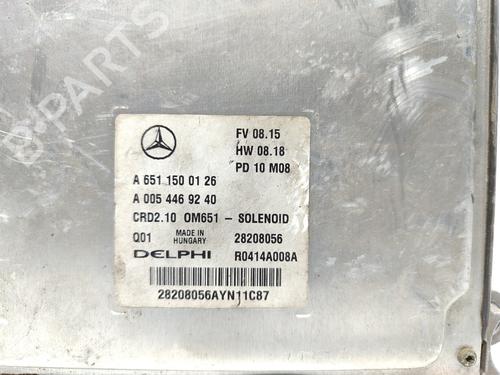 B-PARTS
FV 08.15
HW 08.18
PD 10 M08
A 651 150 01 26
A 005 446 92 40
CRD2.10 OM651 - SOLENOID
Q01 MADE IN HUNGARY 28208056
DELPHI R0414A008A
28208056AYN11C87